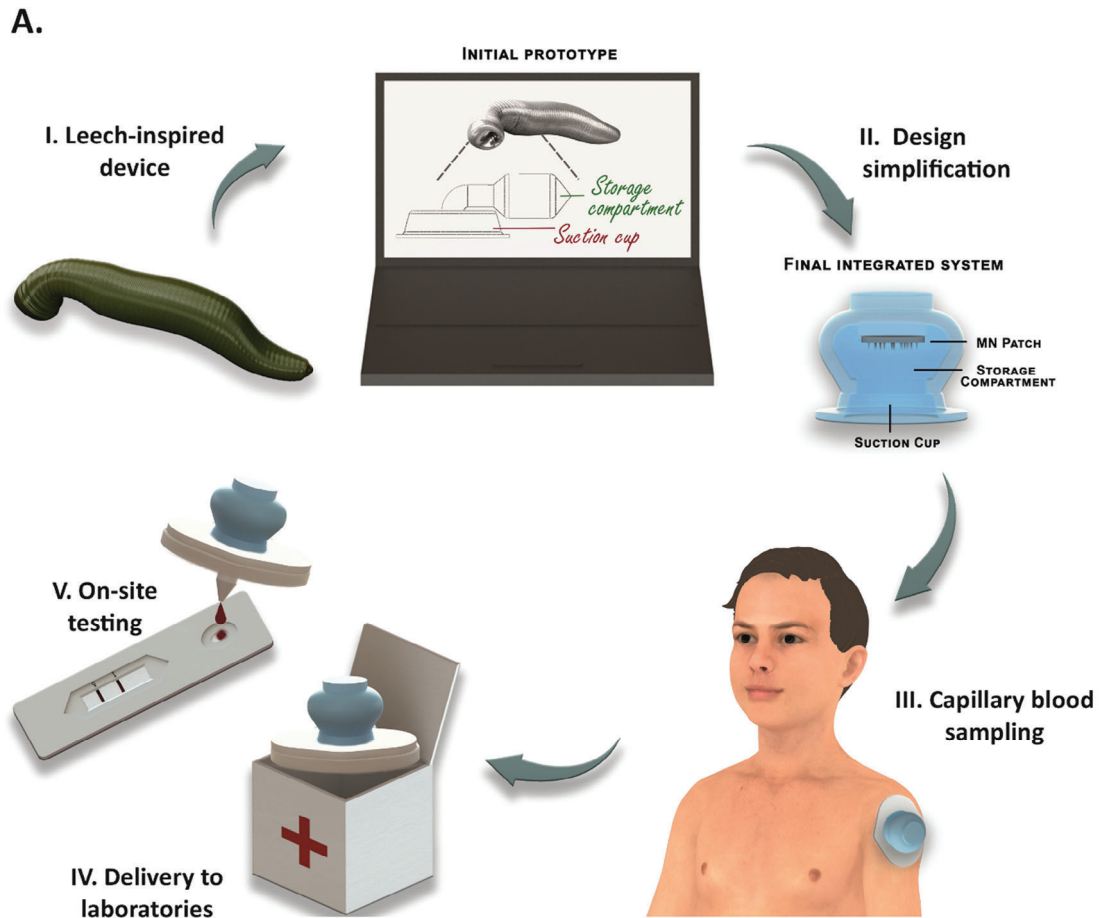 A.
INITIAL PROTOTYPE
I. Leech-inspired
device
Storage
compartment
Suction cup
II. Design
simplification
FINAL INTEGRATED SYSTEM
MN PATCH
STORAGE
COMPARTMENT
SUCTION CUP
III. Capillary blood
sampling
IV. Delivery to
laboratories
V. On-site
testing